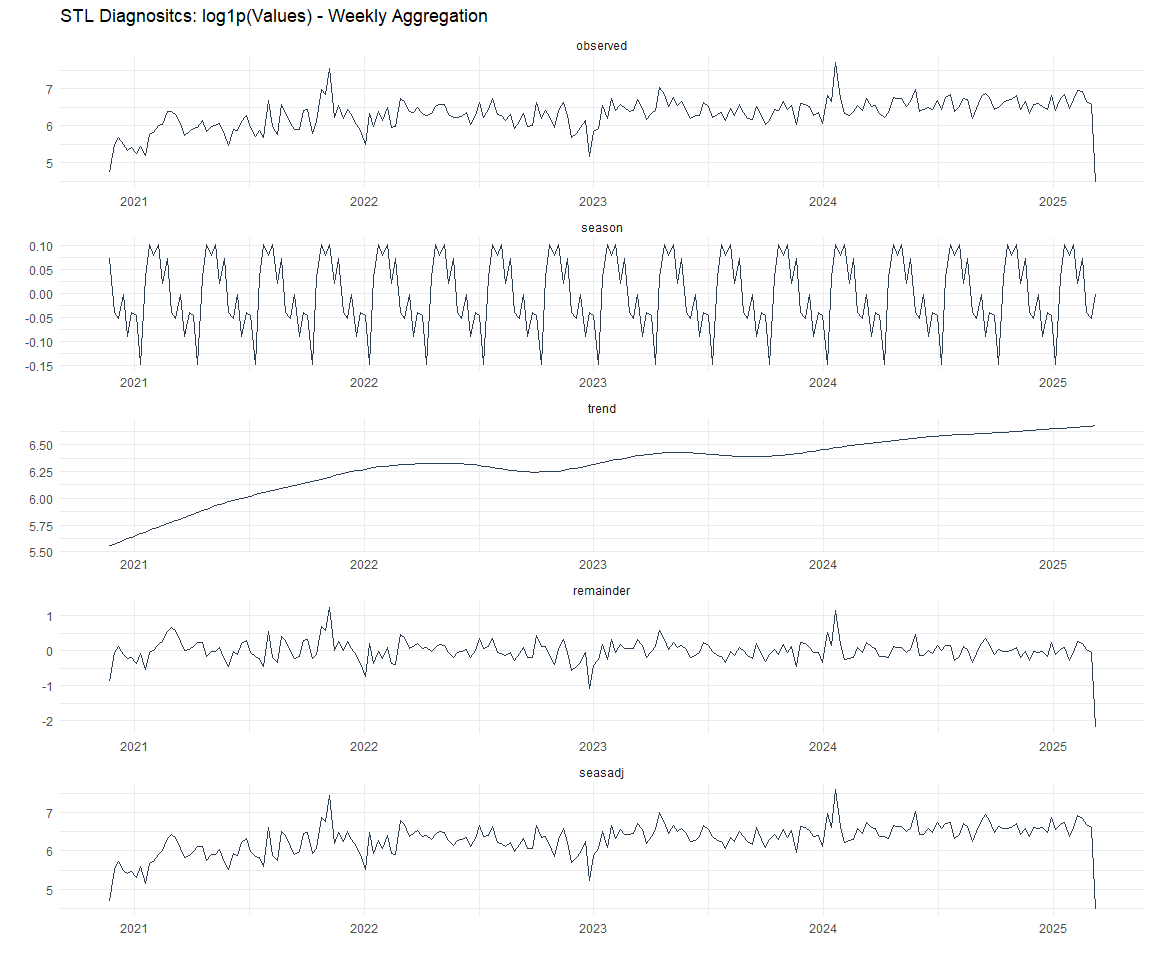 STL Diagnositcs: log1p(Values) - Weekly Aggregation
observed
7
6
5
2021 2022 2023 2024 2025
season
0.10
0.05
0.00
-0.05
-0.10
-0.15
2021 2022 2023 2024 2025
trend
6.50
6.25
6.00
5.75
5.50
2021 2022 2023 2024 2025
remainder
1
0
-1
-2
2021 2022 2023 2024 2025
seasadj
7
6
5
2021 2022 2023 2024 2025